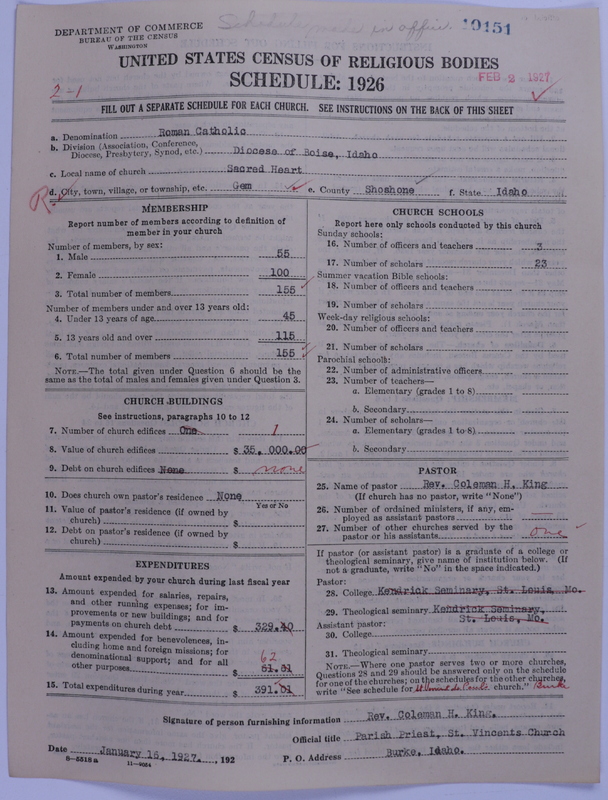 Schedule made in office. 10151
DEPARTMENT OF COMMERCE
BUREAU OF THE CENSUS
WASHINGTON
UNITED STATES CENSUS OF RELIGIOUS BODIES
SCHEDULE: 1926
FEB 2 1927
2-1
FILL OUT A SEPARATE SCHEDULE FOR EACH CHURCH. SEE INSTRUCTIONS ON THE BACK OF THIS SHEET
a. Denomination Roman Catholic
b. Division (Association, Conference, Diocese, Presbytery, Synod, etc.) Diocese of Boise, Idaho
c. Local name of church Sacred Heart
R d. City, town, village, or township, etc. Gem e. County Shoshone f. State Idaho
MEMBERSHIP
Report number of members according to definition of
member in your church
Number of members, by sex:
1. Male 55
2. Female 100
3. Total number of members 155
Number of members under and over 13 years old:
4. Under 13 years of age 45
5. 13 years old and over 115
6. Total number of members 155
NOTE.—The total given under Question 6 should be
same as the total of males and females given under Question 3.
CHURCH BUILDINGS
See instructions, paragraphs 10 to 12
7. Number of church edifices One 1
8. Value of church edifices $ 35,000.00
9. Debt on church edifices None $ none
10. Does church own pastor's residence None
Yes or No
11. Value of pastor's residence (if owned by
church) $
12. Debt on pastor's residence (if owned by
church) $
EXPENDITURES
Amount expended by your church during last fiscal year
13. Amount expended for salaries, repairs,
and other running expenses; for im-
provements or new buildings; and for
payments on church debt $ 329.40
14. Amount expended for benevolences, in-
cluding home and foreign missions; for
denominational support; and for all 62
other purposes $ 61.61
15. Total expenditures during year $ 391.01
CHURCH SCHOOLS
Report here only schools conducted by this church
Sunday schools:
16. Number of officers and teachers 3
17. Number of scholars 23
Summer vacation Bible schools:
18. Number of officers and teachers
19. Number of scholars
Week-day religious schools:
20. Number of officers and teachers
21. Number of scholars
Parochial schools:
22. Number of administrative officers
23. Number of teachers—
a. Elementary (grades 1 to 8)
b. Secondary
24. Number of scholars—
a. Elementary (grades 1 to 8)
b. Secondary
PASTOR
25. Name of pastor Rev. Coleman H. King
(If church has no pastor, write "None")
26. Number of ordained ministers, if any, em-
ployed as assistant pastors —
27. Number of other churches served by the
pastor or his assistants one
If pastor (or assistant pastor) is a graduate of a college or
theological seminary, give name of institution below. (If
not a graduate, write "No" in the space indicated.)
Pastor:
28. College Kendrick Seminary, St. Louis, Mo.
29. Theological seminary Kendrick Seminary,
Assistant pastor: St. Louis, Mo.
30. College
31. Theological seminary
NOTE.—Where one pastor serves two or more churches,
Questions 28 and 29 should be answered only on the schedule
for one of the churches; on the schedules for the other churches,
write "See schedule for St Vincent de Paul's church." Burke
Signature of person furnishing information Rev. Coleman H. King,
Official title Parish Priest, St. Vincents Church
Date January 15, 1927, , 192 P. O. Address Burke, Idaho.
8—5518 a 11—9054